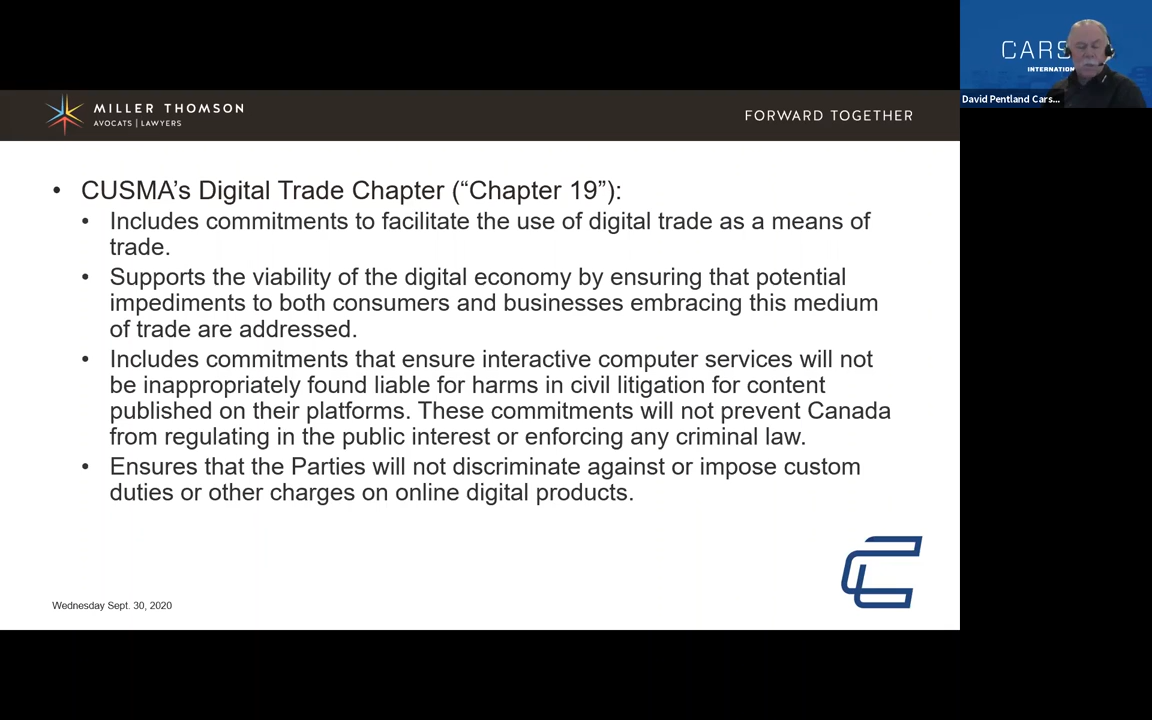 CARS
INTERNATION
David Pentland Cars...
MILLER THOMSON
AVOCATS | LAWYERS
FORWARD TOGETHER
• CUSMA’s Digital Trade Chapter (“Chapter 19”):
• Includes commitments to facilitate the use of digital trade as a means of
trade.
• Supports the viability of the digital economy by ensuring that potential
impediments to both consumers and businesses embracing this medium
of trade are addressed.
• Includes commitments that ensure interactive computer services will not
be inappropriately found liable for harms in civil litigation for content
published on their platforms. These commitments will not prevent Canada
from regulating in the public interest or enforcing any criminal law.
• Ensures that the Parties will not discriminate against or impose custom
duties or other charges on online digital products.
Wednesday Sept. 30, 2020